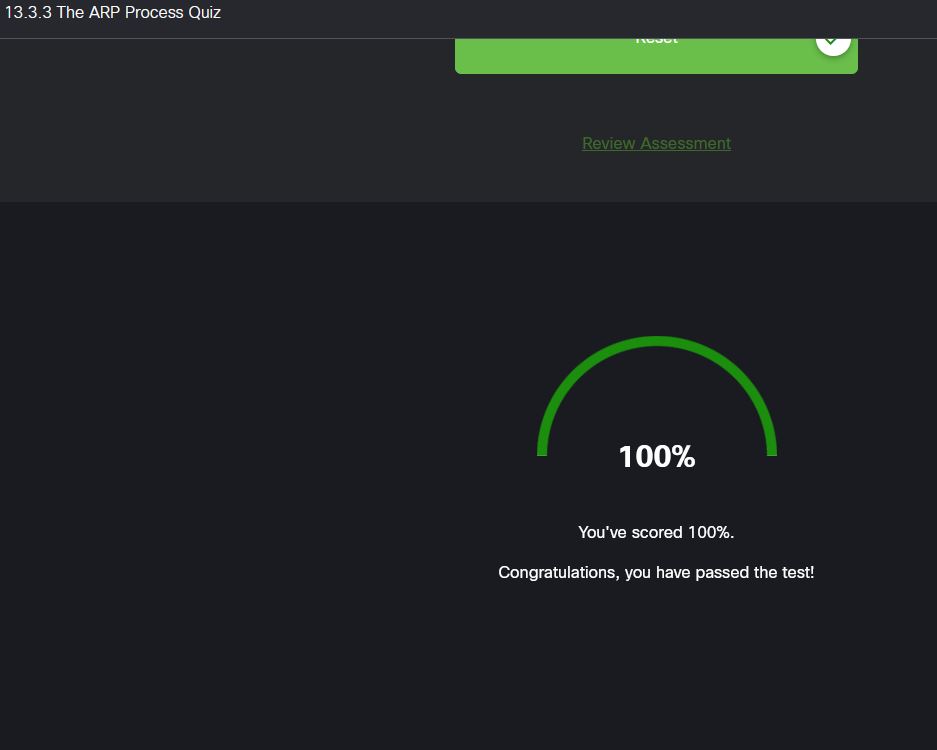 13.3.3 The ARP Process Quiz
Reset
Review Assessment
100%
You've scored 100%.
Congratulations, you have passed the test!